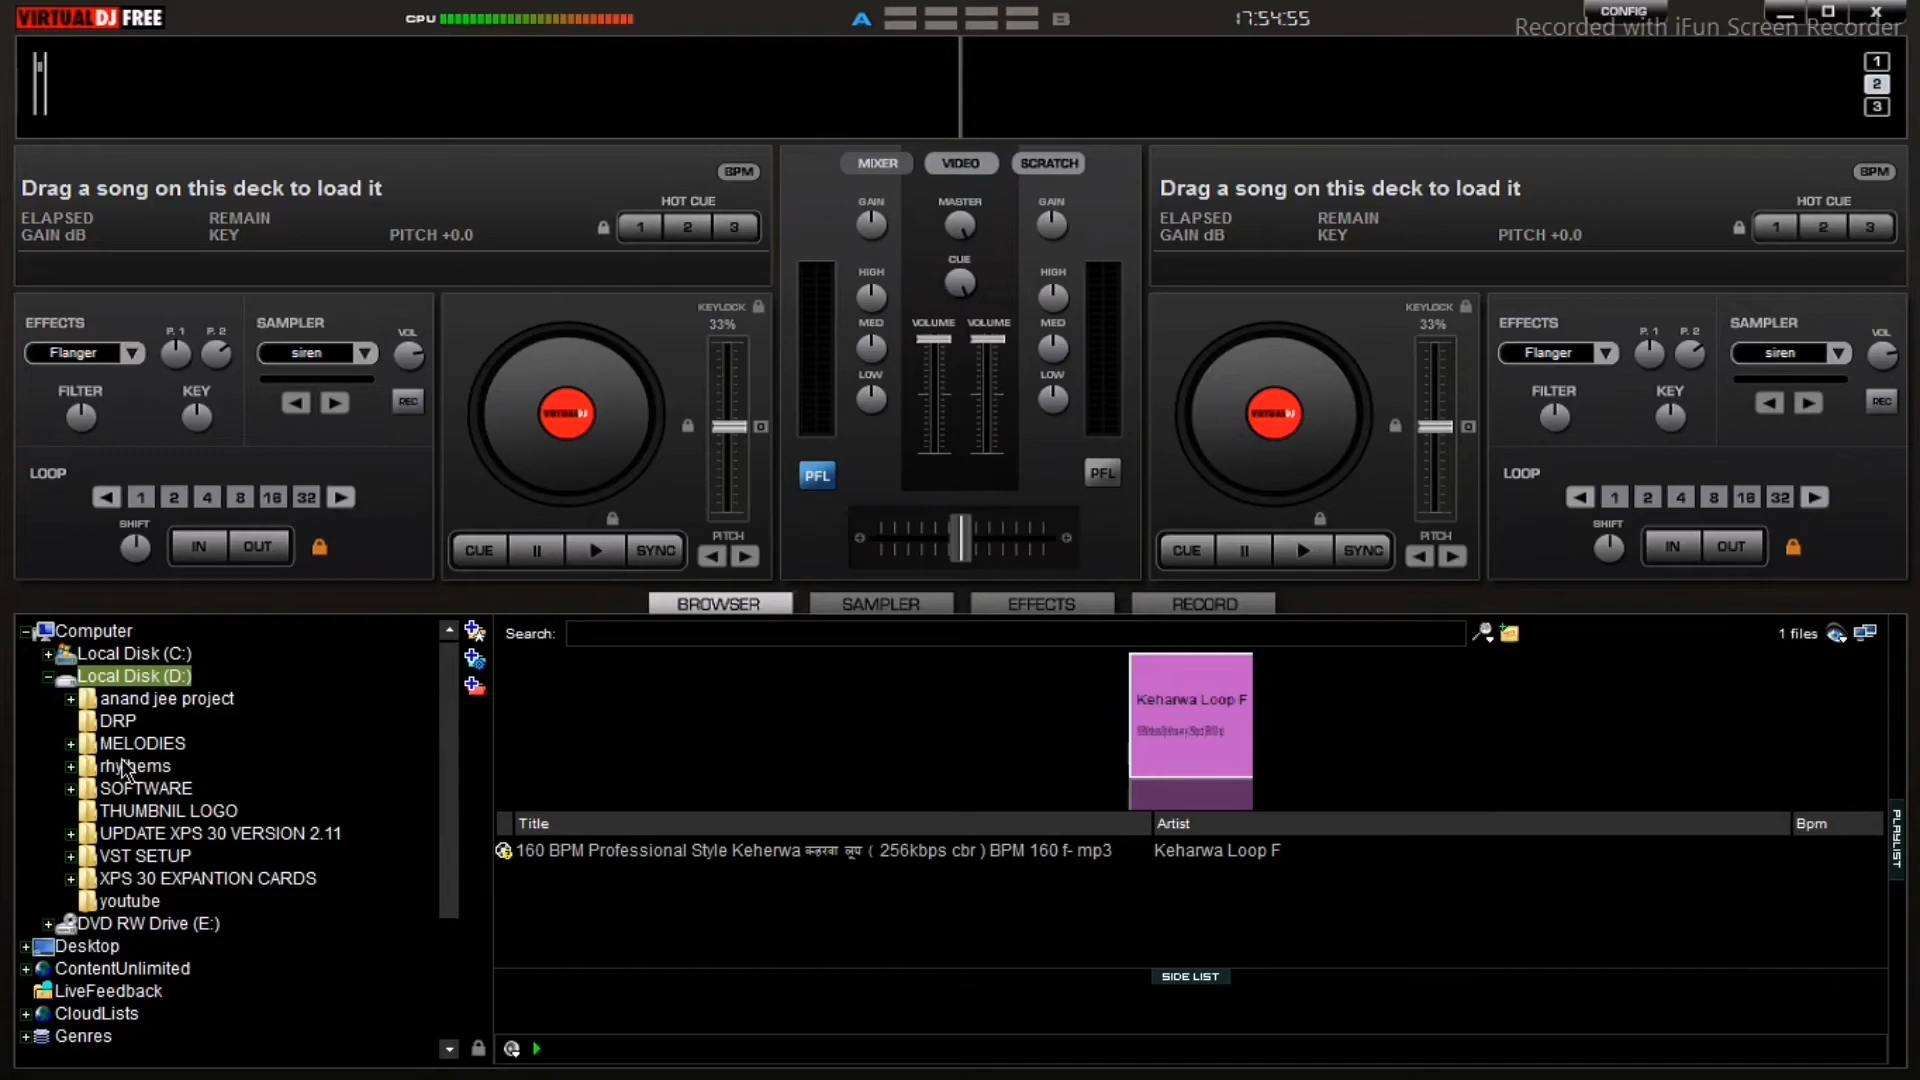 VIRTUALDJ FREE
CPU
A
B
17:54:55
CONFIG
Recorded with iFun Screen Recorder
1
2
3
Drag a song on this deck to load it
BPM
ELAPSED
REMAIN
HOT CUE
GAIN dB
KEY
PITCH +0.0
1 2 3
MIXER
VIDEO
SCRATCH
GAIN
MASTER
GAIN
CUE
HIGH
HIGH
MED
VOLUME
VOLUME
MED
LOW
LOW
PFL
PFL
Drag a song on this deck to load it
BPM
ELAPSED
REMAIN
HOT CUE
GAIN dB
KEY
PITCH +0.0
1 2 3
EFFECTS
P. 1
P. 2
SAMPLER
VOL
Flanger
siren
FILTER
KEY
REC
LOOP
1 2 4 8 16 32
SHIFT
IN
OUT
KEYLOCK
33%
VIRTUALDJ
0
CUE
SYNC
PITCH
KEYLOCK
33%
VIRTUALDJ
0
CUE
SYNC
PITCH
EFFECTS
P. 1
P. 2
SAMPLER
VOL
Flanger
siren
FILTER
KEY
REC
LOOP
1 2 4 8 16 32
SHIFT
IN
OUT
BROWSER
SAMPLER
EFFECTS
RECORD
Computer
Local Disk (C:)
Local Disk (D:)
anand jee project
DRP
MELODIES
rhythems
SOFTWARE
THUMBNIL LOGO
UPDATE XPS 30 VERSION 2.11
VST SETUP
XPS 30 EXPANTION CARDS
youtube
DVD RW Drive (E:)
Desktop
ContentUnlimited
LiveFeedback
CloudLists
Genres
Search:
1 files
Keharwa Loop F
Title
Artist
Bpm
160 BPM Professional Style Keherwa कहरवा लूप ( 256kbps cbr ) BPM 160 f- mp3
Keharwa Loop F
PLAYLIST
SIDE LIST